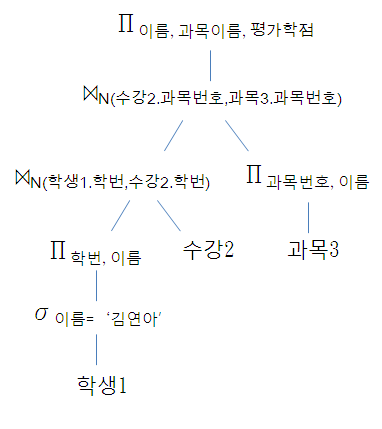 ∏ 이름, 과목이름, 평가학점
⋈N(수강2.과목번호,과목3.과목번호)
⋈N(학생1.학번,수강2.학번)
∏ 과목번호, 이름
∏ 학번, 이름
수강2
과목3
σ 이름= ‘김연아’
학생1